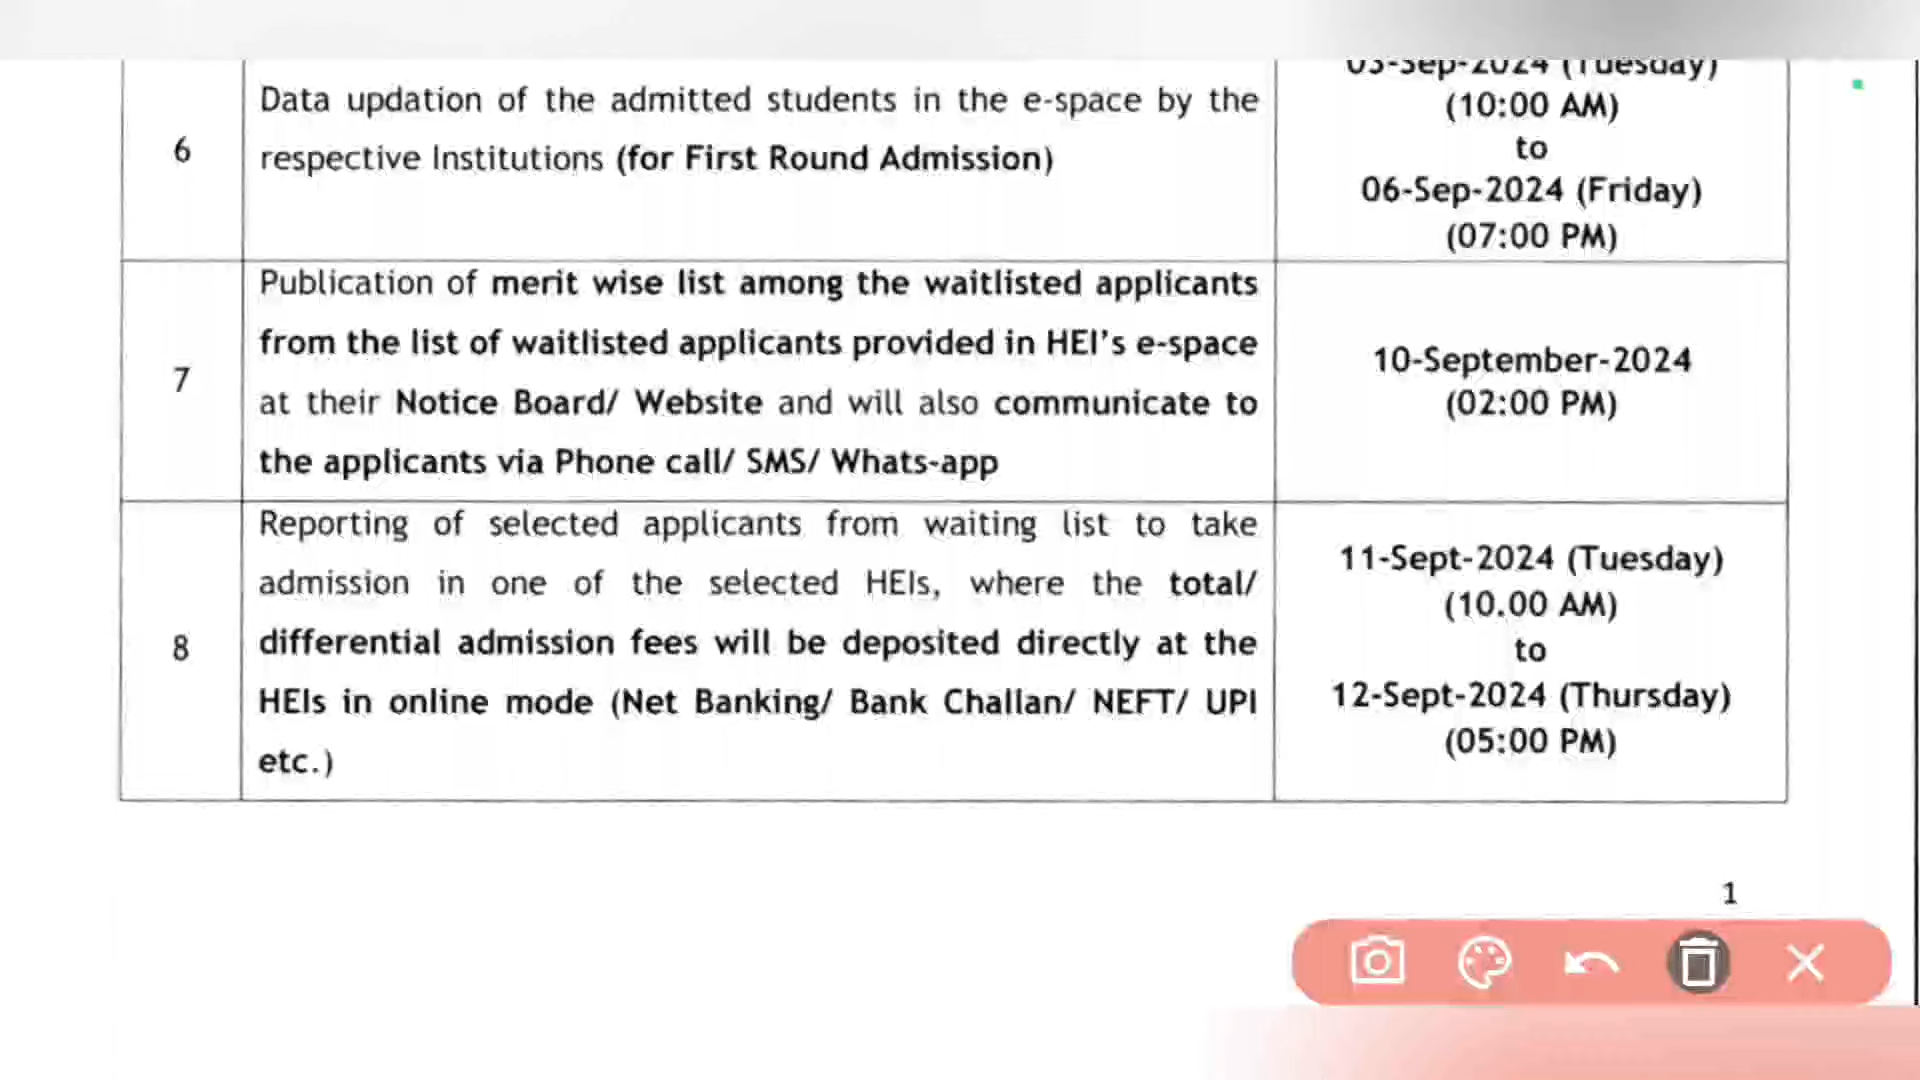 6
Data updation of the admitted students in the e-space by the
respective Institutions (for First Round Admission)
03-Sep-2024 (Tuesday)
(10:00 AM)
to
06-Sep-2024 (Friday)
(07:00 PM)
7
Publication of merit wise list among the waitlisted applicants
from the list of waitlisted applicants provided in HEI's e-space
at their Notice Board/ Website and will also communicate to
the applicants via Phone call/ SMS/ Whats-app
10-September-2024
(02:00 PM)
8
Reporting of selected applicants from waiting list to take
admission in one of the selected HEIs, where the total/
differential admission fees will be deposited directly at the
HEIs in online mode (Net Banking/ Bank Challan/ NEFT/ UPI
etc.)
11-Sept-2024 (Tuesday)
(10.00 AM)
to
12-Sept-2024 (Thursday)
(05:00 PM)
1